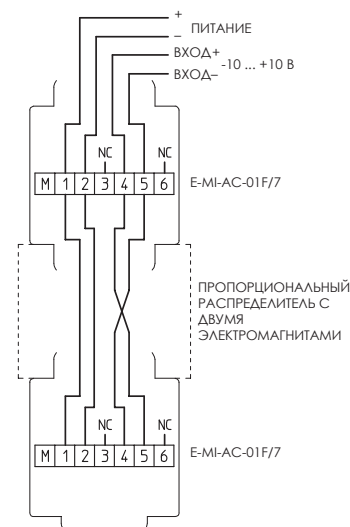 +
– ПИТАНИЕ
ВХОД+
-10 ... +10 В
ВХОД–
NC NC
M 1 2 3 4 5 6 E-MI-AC-01F/7
ПРОПОРЦИОНАЛЬНЫЙ
РАСПРЕДЕЛИТЕЛЬ С
ДВУМЯ
ЭЛЕКТРОМАГНИТАМИ
NC NC
M 1 2 3 4 5 6 E-MI-AC-01F/7